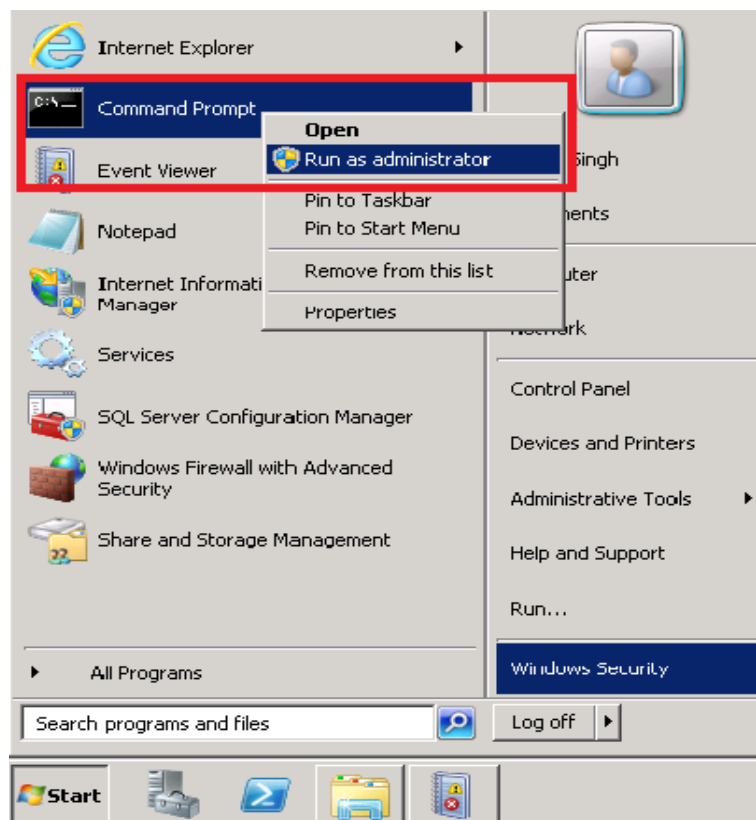 Internet Explorer
C:\
Command Prompt
Event Viewer
Notepad
Internet Informati
Manager
Services
SQL Server Configuration Manager
Windows Firewall with Advanced
Security
Share and Storage Management
All Programs
Search programs and files
Open
Run as administrator
Pin to Taskbar
Pin to Start Menu
Remove from this list
Properties
Singh
ments
uter
Network
Control Panel
Devices and Printers
Administrative Tools
Help and Support
Run...
Windows Security
Log off
Start